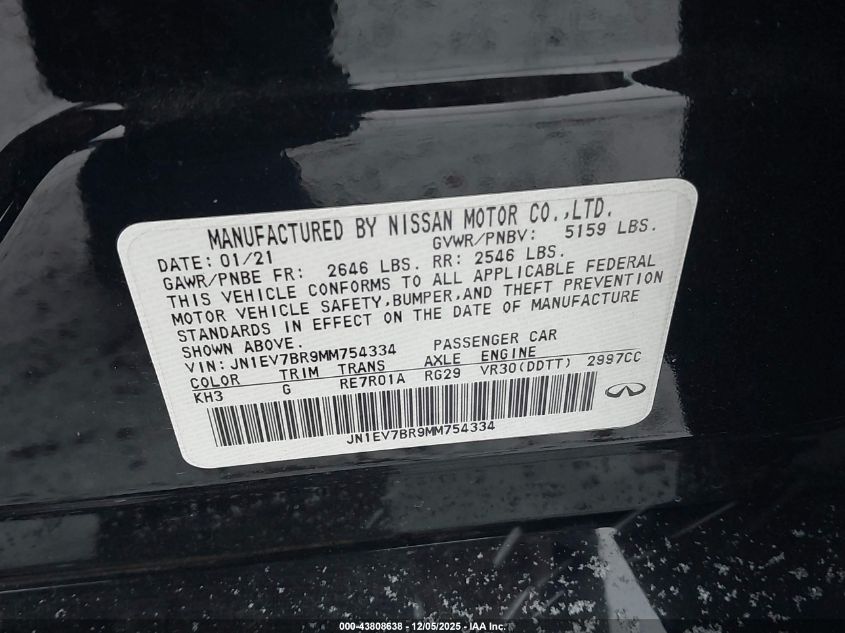 MANUFACTURED BY NISSAN MOTOR CO.,LTD.
DATE: 01/21 GVWR/PNBV: 5159 LBS.
GAWR/PNBE FR: 2646 LBS. RR: 2546 LBS.
THIS VEHICLE CONFORMS TO ALL APPLICABLE FEDERAL
MOTOR VEHICLE SAFETY,BUMPER,AND THEFT PREVENTION
STANDARDS IN EFFECT ON THE DATE OF MANUFACTURE
SHOWN ABOVE.
VIN: JN1EV7BR9MM754334 PASSENGER CAR
COLOR TRIM TRANS AXLE ENGINE
KH3 G RE7R01A RG29 VR30(DDTT) 2997CC
JN1EV7BR9MM754334
000-43808638 - 12/05/2025 - IAA Inc.